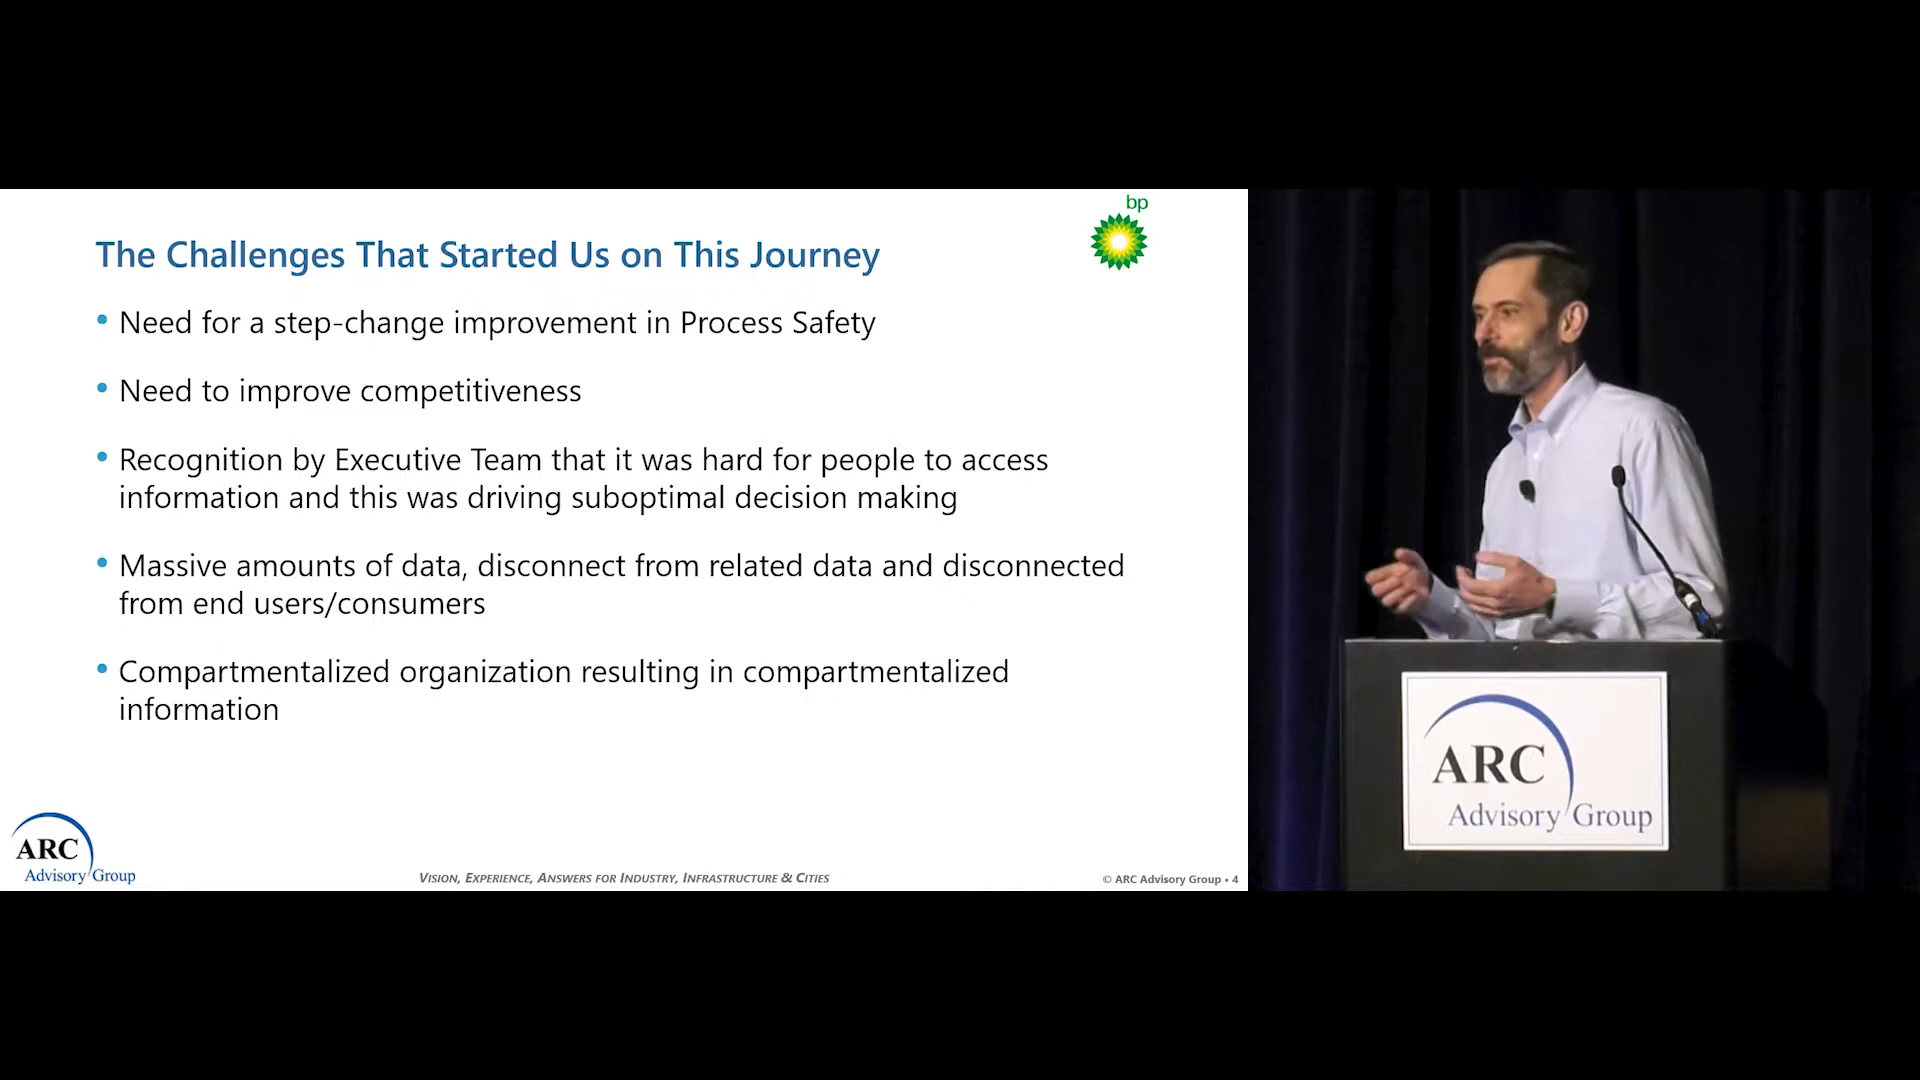 bp
The Challenges That Started Us on This Journey
• Need for a step-change improvement in Process Safety
• Need to improve competitiveness
• Recognition by Executive Team that it was hard for people to access
information and this was driving suboptimal decision making
• Massive amounts of data, disconnect from related data and disconnected
from end users/consumers
• Compartmentalized organization resulting in compartmentalized
information
ARC
Advisory Group
VISION, EXPERIENCE, ANSWERS FOR INDUSTRY, INFRASTRUCTURE & CITIES
© ARC Advisory Group • 4
ARC
Advisory Group